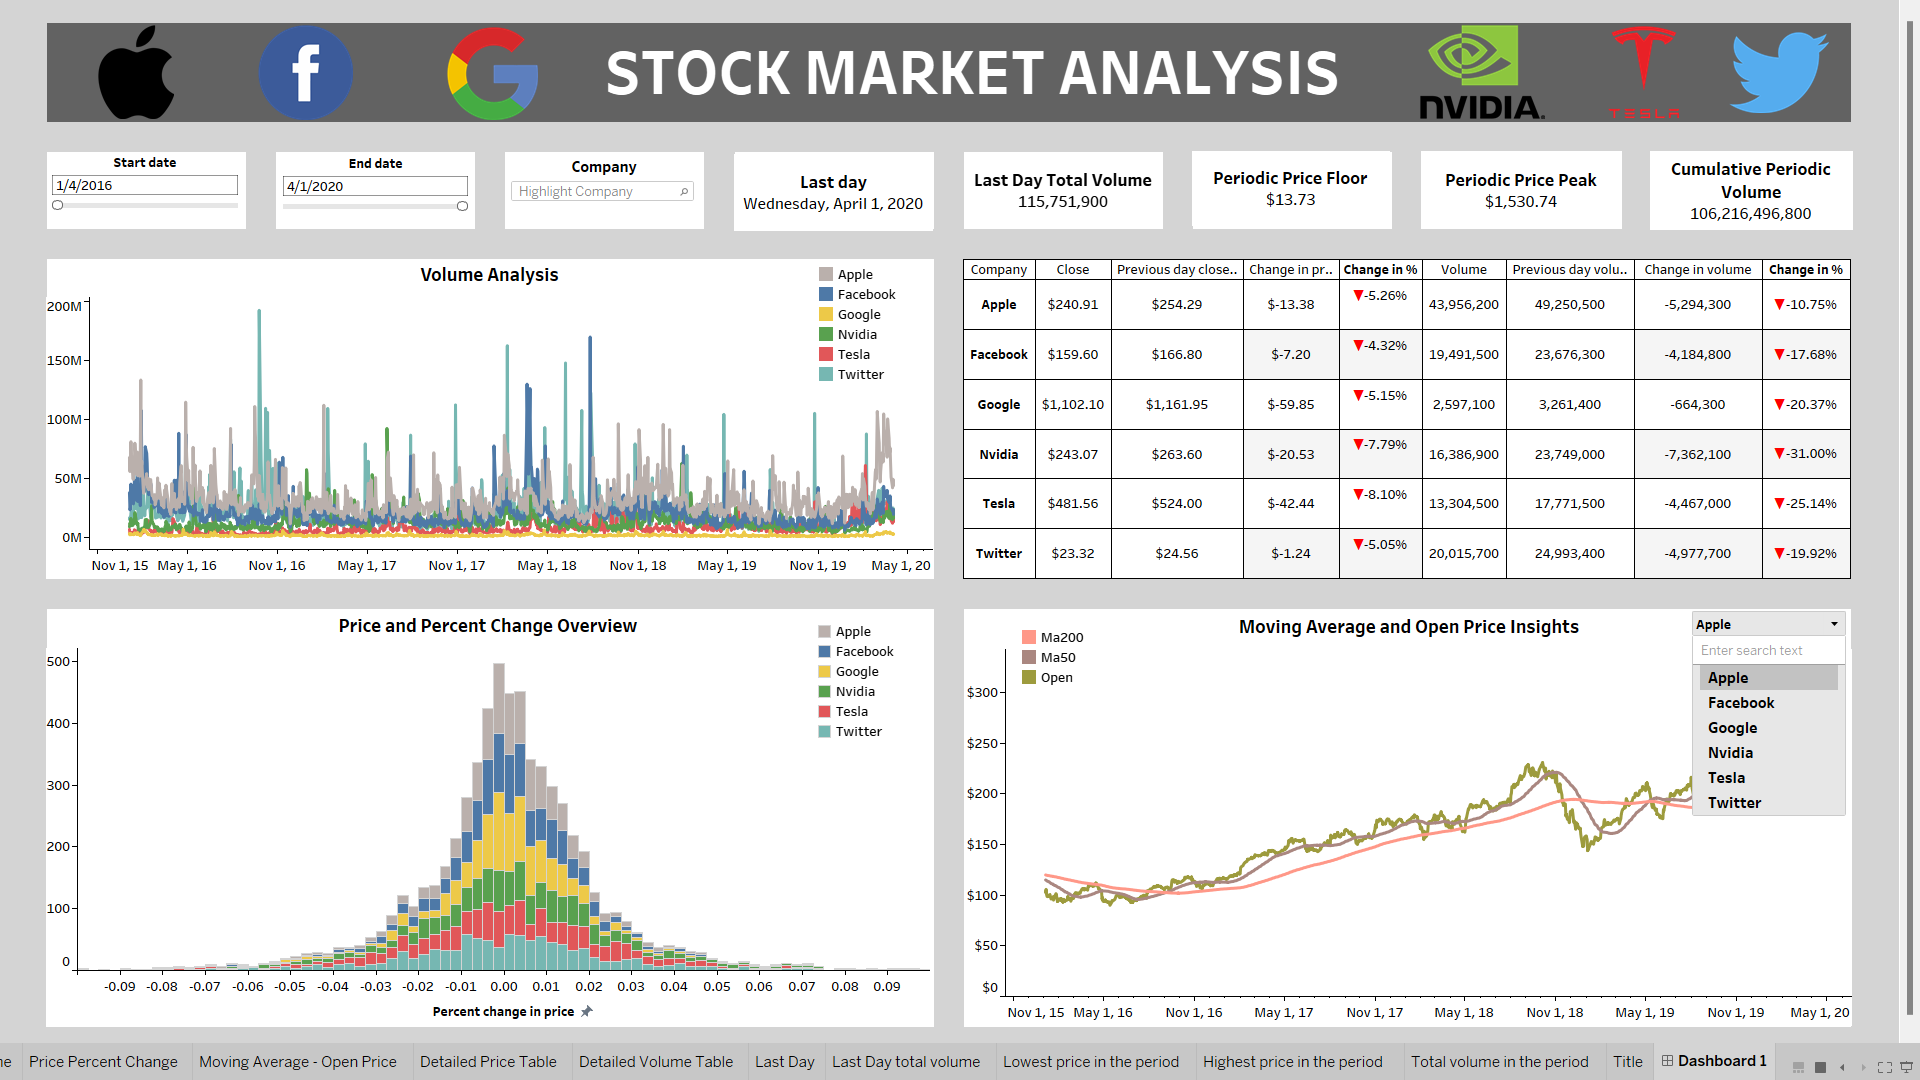 STOCK MARKET ANALYSIS
NVIDIA.
TESLA
Start date
1/4/2016
End date
4/1/2020
Company
Highlight Company
Last day
Wednesday, April 1, 2020
Last Day Total Volume
115,751,900
Periodic Price Floor
$13.73
Periodic Price Peak
$1,530.74
Cumulative Periodic
Volume
106,216,496,800
Volume Analysis
Apple
Facebook
Google
Nvidia
Tesla
Twitter
200M
150M
100M
50M
0M
Nov 1, 15 May 1, 16 Nov 1, 16 May 1, 17 Nov 1, 17 May 1, 18 Nov 1, 18 May 1, 19 Nov 1, 19 May 1, 20
Company Close Previous day close.. Change in pr.. Change in % Volume Previous day volu.. Change in volume Change in %
Apple $240.91 $254.29 $-13.38 ▼-5.26% 43,956,200 49,250,500 -5,294,300 ▼-10.75%
Facebook $159.60 $166.80 $-7.20 ▼-4.32% 19,491,500 23,676,300 -4,184,800 ▼-17.68%
Google $1,102.10 $1,161.95 $-59.85 ▼-5.15% 2,597,100 3,261,400 -664,300 ▼-20.37%
Nvidia $243.07 $263.60 $-20.53 ▼-7.79% 16,386,900 23,749,000 -7,362,100 ▼-31.00%
Tesla $481.56 $524.00 $-42.44 ▼-8.10% 13,304,500 17,771,500 -4,467,000 ▼-25.14%
Twitter $23.32 $24.56 $-1.24 ▼-5.05% 20,015,700 24,993,400 -4,977,700 ▼-19.92%
Price and Percent Change Overview
Apple
Facebook
Google
Nvidia
Tesla
Twitter
500
400
300
200
100
0
-0.09 -0.08 -0.07 -0.06 -0.05 -0.04 -0.03 -0.02 -0.01 0.00 0.01 0.02 0.03 0.04 0.05 0.06 0.07 0.08 0.09
Percent change in price
Moving Average and Open Price Insights
Ma200
Ma50
Open
Apple
Enter search text
Apple
Facebook
Google
Nvidia
Tesla
Twitter
$300
$250
$200
$150
$100
$50
$0
Nov 1, 15 May 1, 16 Nov 1, 16 May 1, 17 Nov 1, 17 May 1, 18 Nov 1, 18 May 1, 19 Nov 1, 19 May 1, 20
Price Percent Change Moving Average - Open Price Detailed Price Table Detailed Volume Table Last Day Last Day total volume Lowest price in the period Highest price in the period Total volume in the period Title Dashboard 1